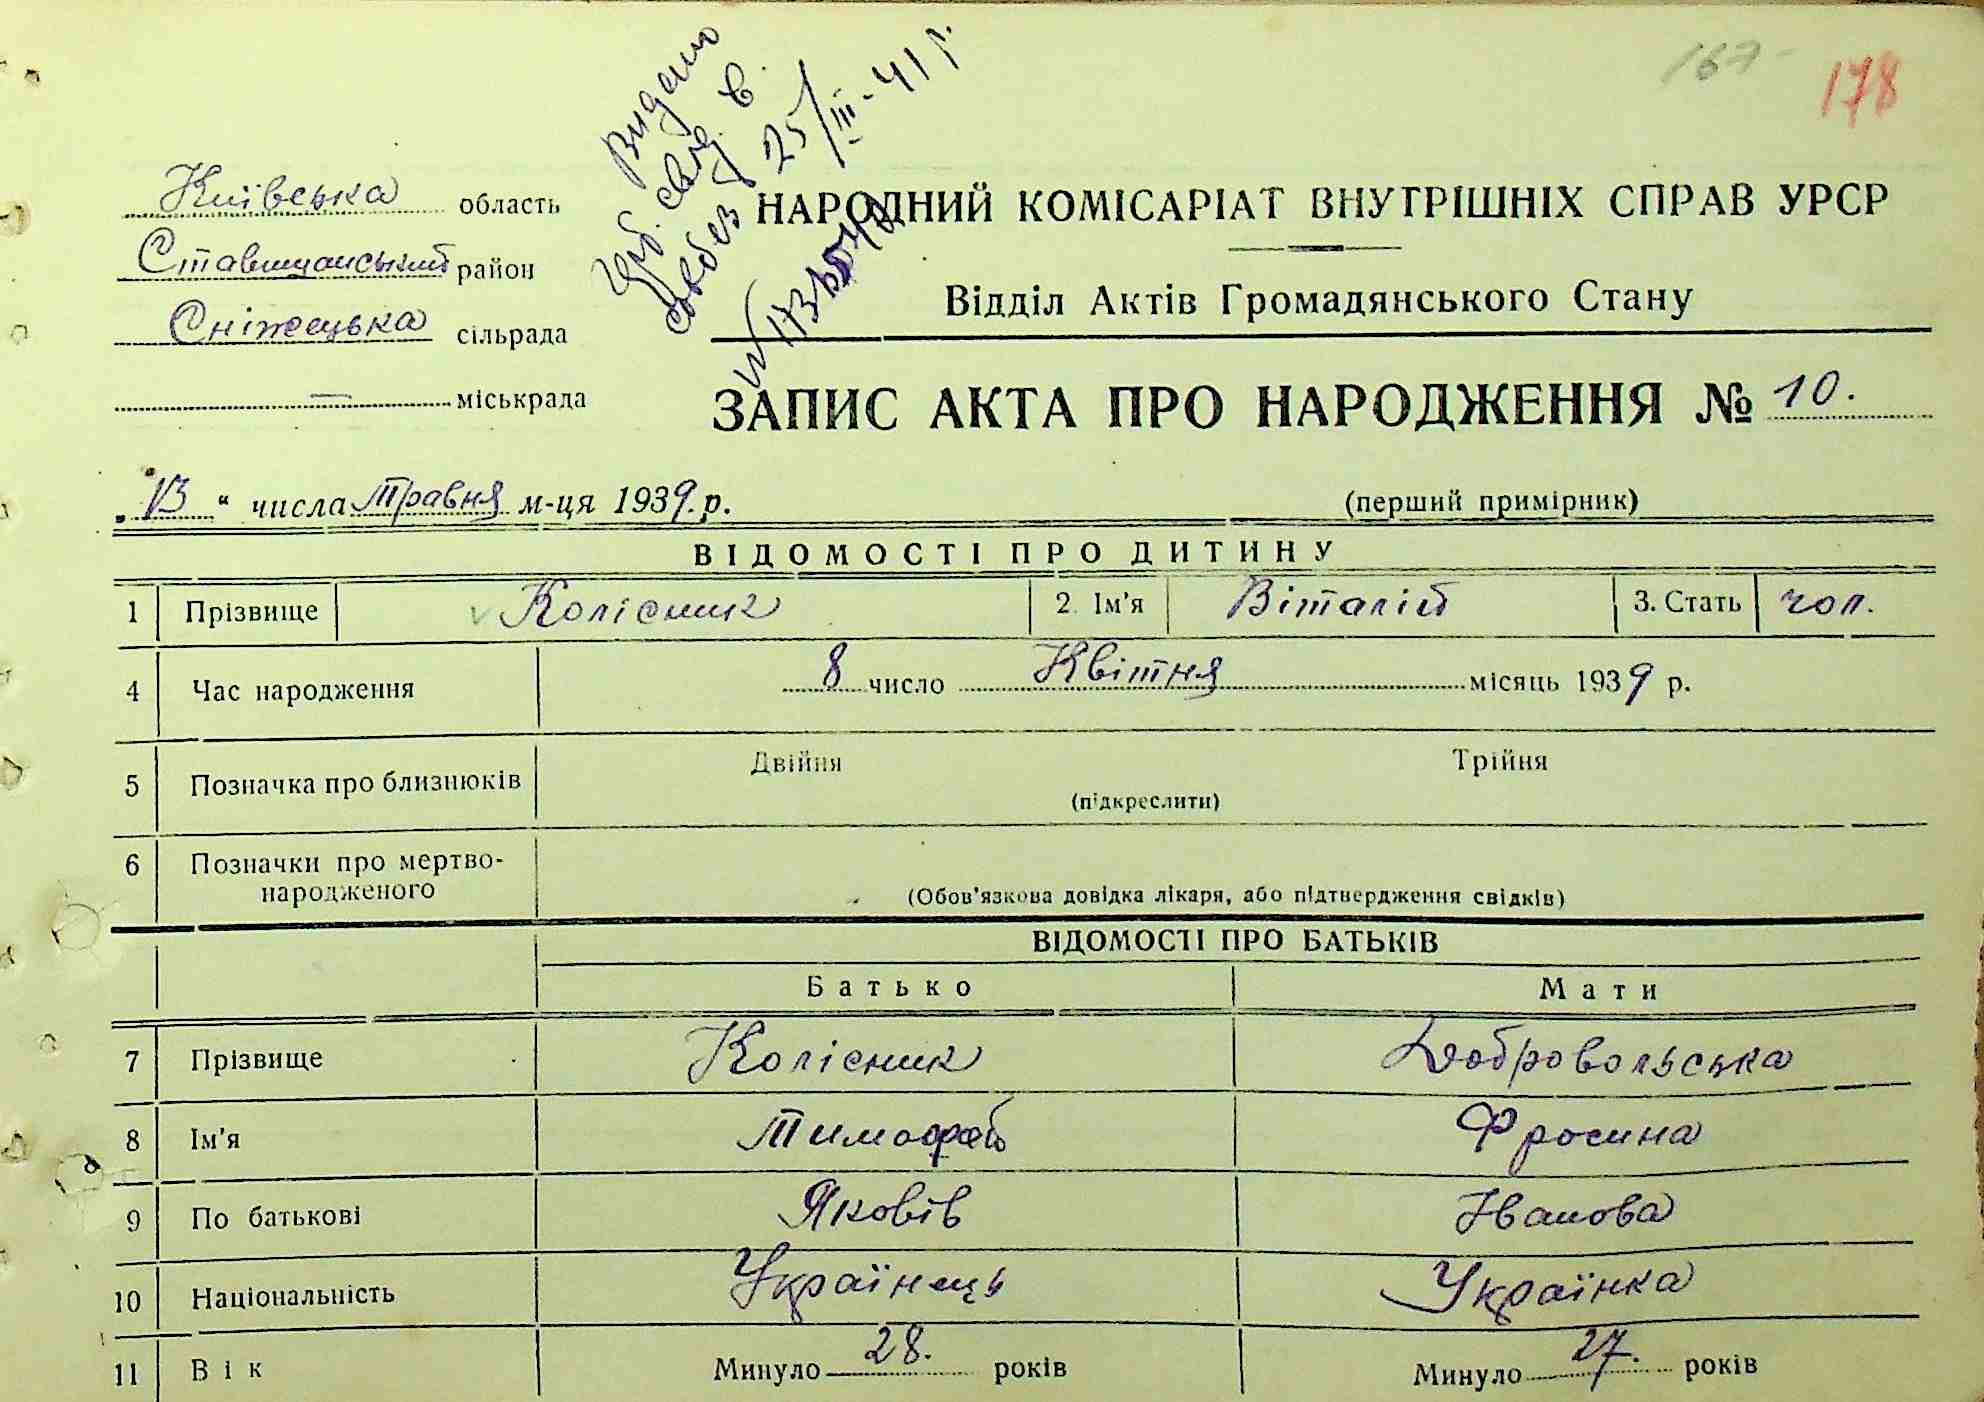 167
178
Видано
Київська область
Ставищанський район
Сніжецька сільрада
— міськрада
25/III-41 р.
НАРОДНИЙ КОМІСАРІАТ ВНУТРІШНІХ СПРАВ УРСР
Відділ Актів Громадянського Стану
ЗАПИС АКТА ПРО НАРОДЖЕННЯ № 10.
„13“ числа Травня м-ця 1939.р.
(перший примірник)
ВІДОМОСТІ ПРО ДИТИНУ
1 Прізвище Колісник 2. Ім'я Віталій 3. Стать чол.
4 Час народження 8 число Квітня місяць 1939 р.
5 Позначка про близнюків Двійня Трійня
(підкреслити)
6 Позначки про мертво-
народженого
(Обов'язкова довідка лікаря, або підтвердження свідків)
ВІДОМОСТІ ПРО БАТЬКІВ
Батько Мати
7 Прізвище Колісник Добровольська
8 Ім'я Тимофей Фросина
9 По батькові Яковів Іванова
10 Національність Українець Українка
11 Вік Минуло 28. років Минуло 27. років